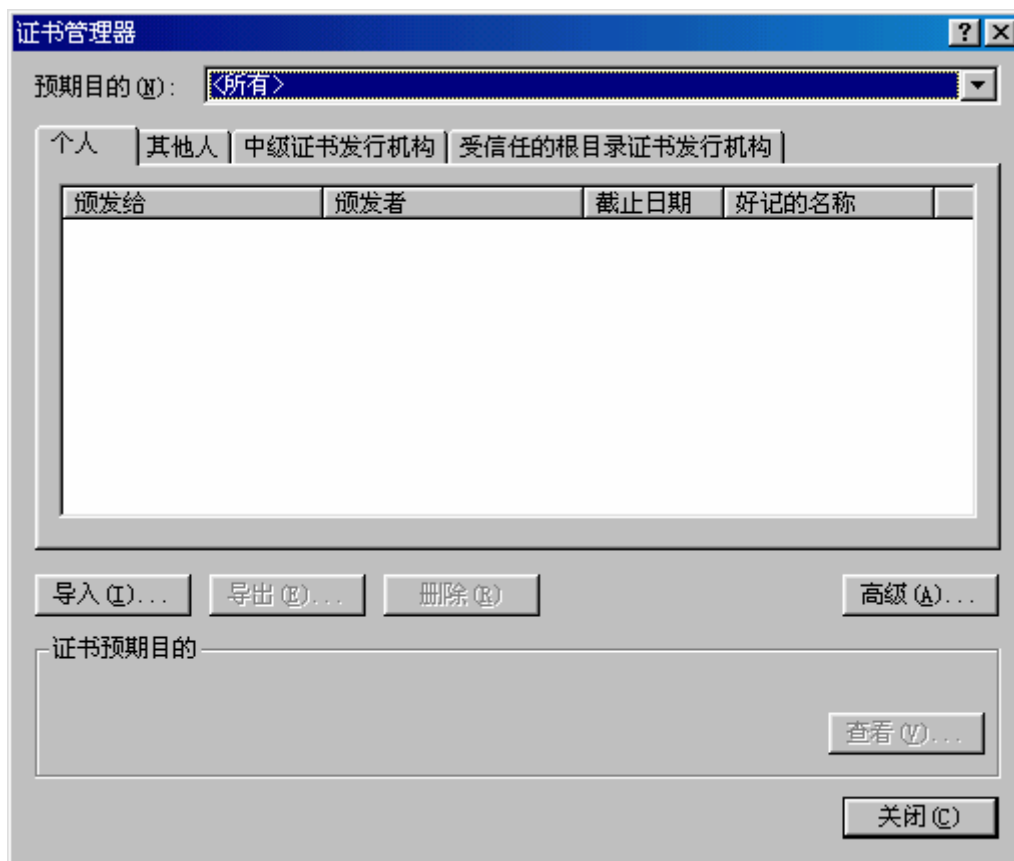 证书管理器
预期目的(N): <所有>
个人 其他人 中级证书发行机构 受信任的根目录证书发行机构
颁发给 颁发者 截止日期 好记的名称
导入(I)... 导出(E)... 删除(R) 高级(A)...
证书预期目的
查看(V)...
关闭(C)